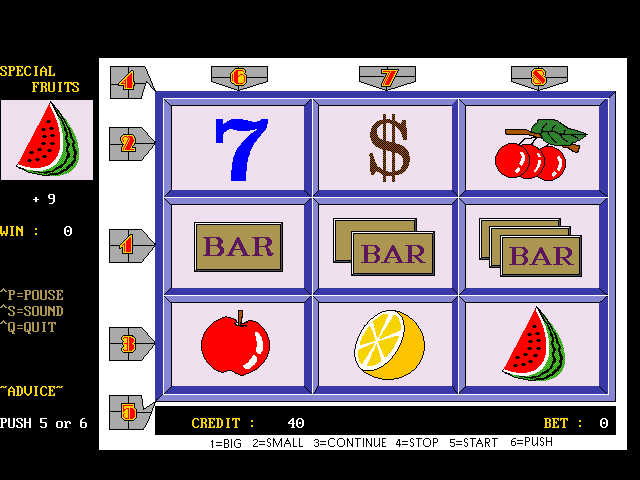 4 6 7 8
SPECIAL
FRUITS
2 7 $
+ 9
WIN : 0
1 BAR BAR BAR
^P=POUSE
^S=SOUND
^Q=QUIT
3
~ADVICE~
5
PUSH 5 or 6
CREDIT : 40 BET : 0
1=BIG 2=SMALL 3=CONTINUE 4=STOP 5=START 6=PUSH